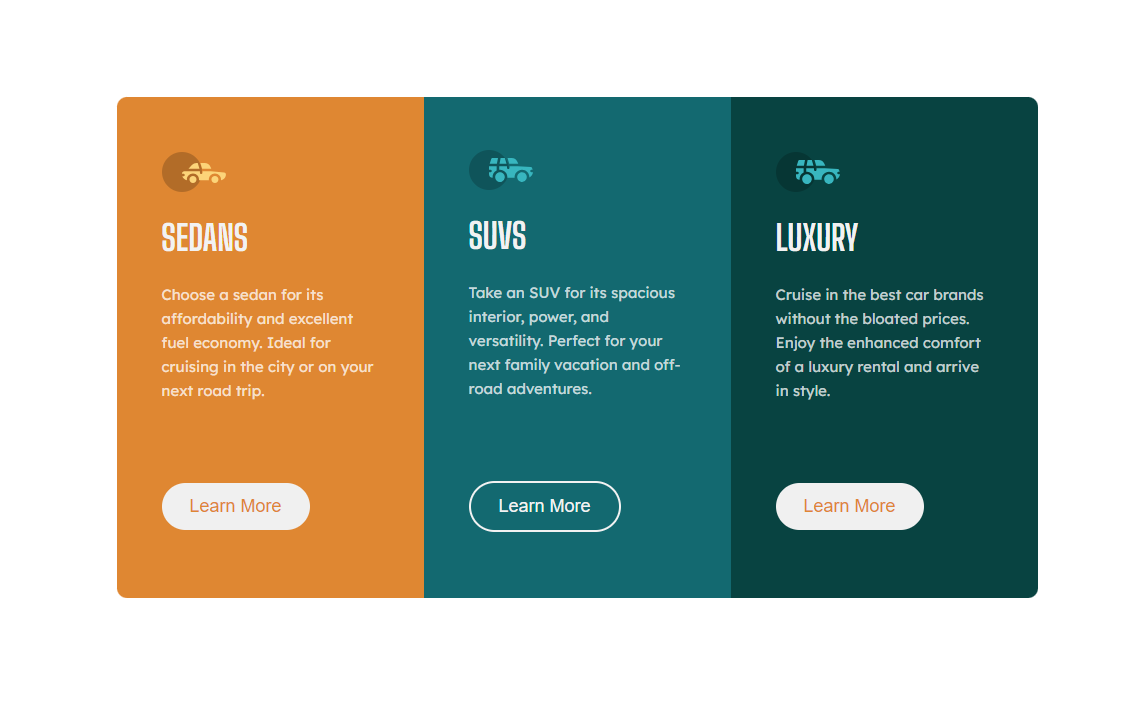 SEDANS
Choose a sedan for its
affordability and excellent
fuel economy. Ideal for
cruising in the city or on your
next road trip.
Learn More
SUVS
Take an SUV for its spacious
interior, power, and
versatility. Perfect for your
next family vacation and off-
road adventures.
Learn More
LUXURY
Cruise in the best car brands
without the bloated prices.
Enjoy the enhanced comfort
of a luxury rental and arrive
in style.
Learn More